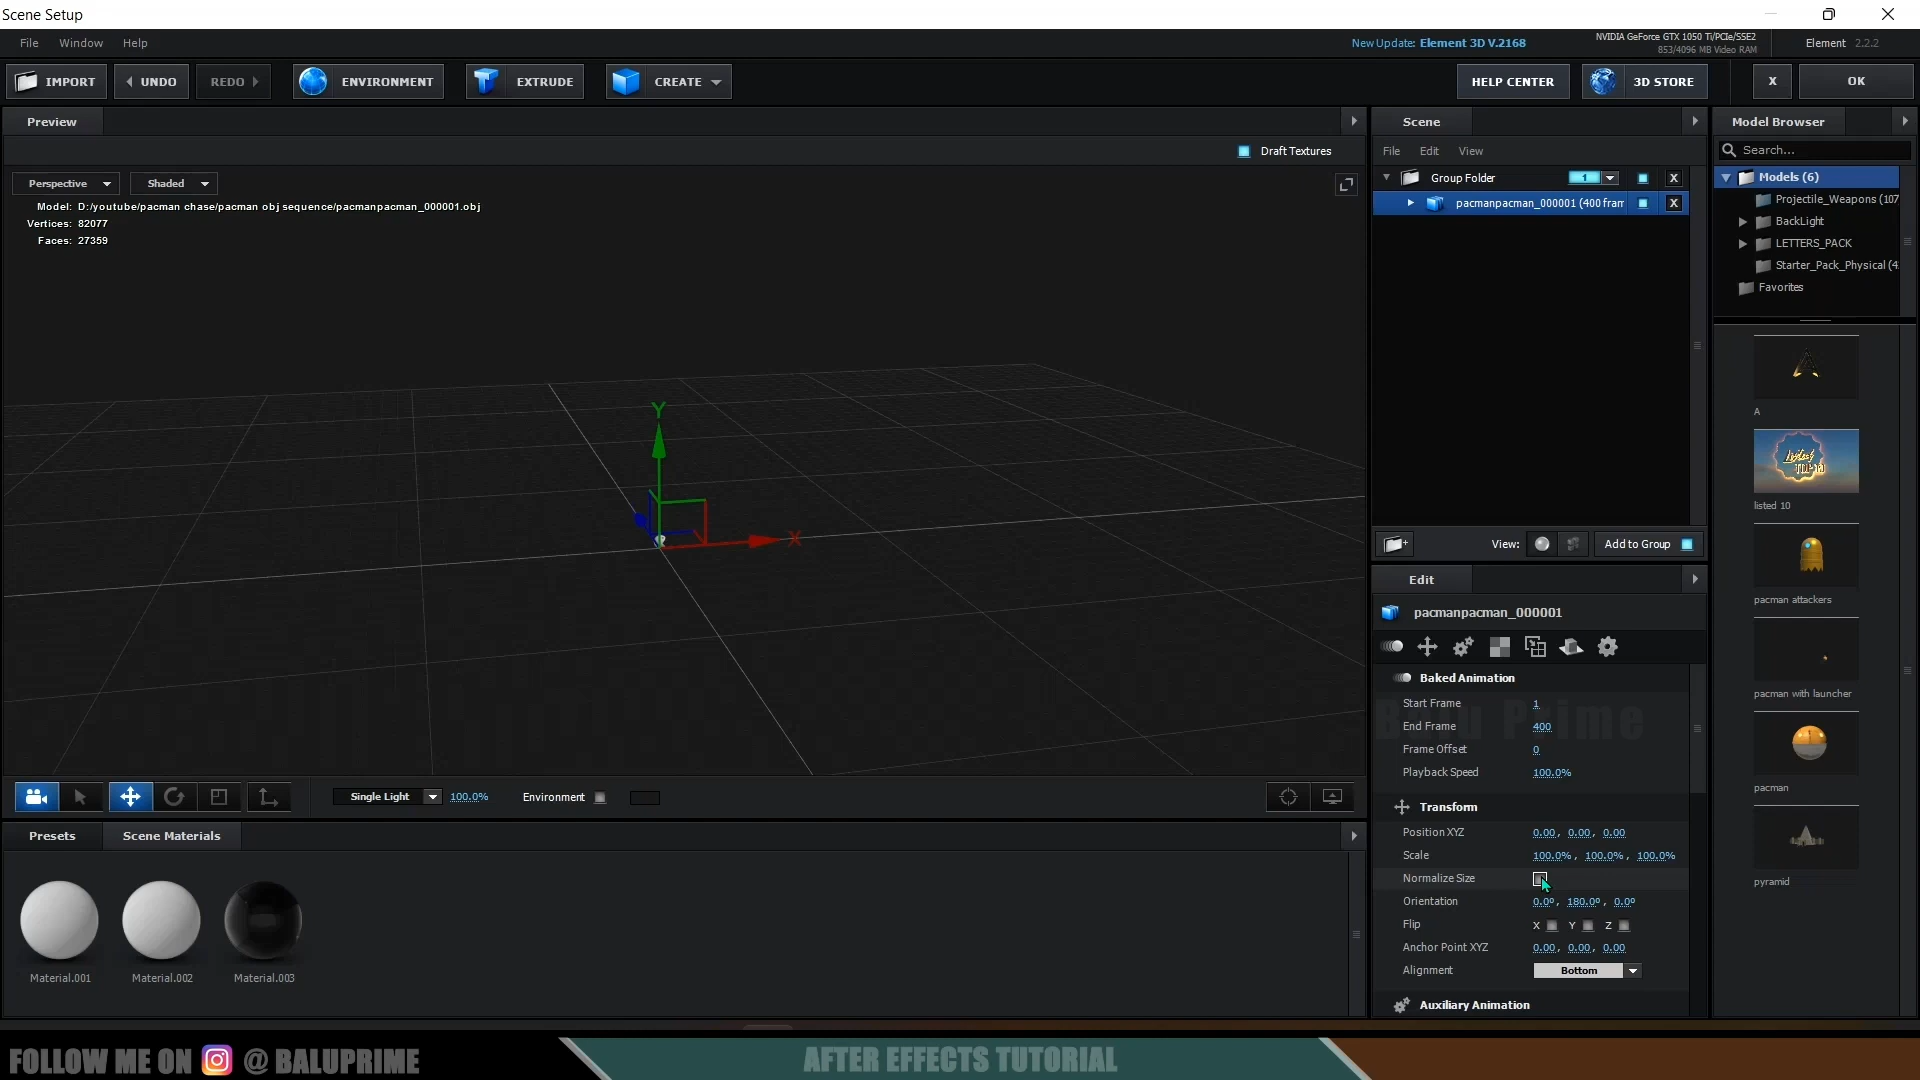 Scene Setup
File Window Help
New Update: Element 3D V.2168
NVIDIA GeForce GTX 1050 Ti/PCIe/SSE2
853/4096 MB Video RAM
Element 2.2.2
IMPORT UNDO REDO ENVIRONMENT EXTRUDE CREATE HELP CENTER 3D STORE X OK
Preview
Draft Textures
Perspective Shaded
Model: D:/youtube/pacman chase/pacman obj sequence/pacmanpacman_000001.obj
Vertices: 82077
Faces: 27359
Y
X
Single Light 100.0% Environment
Presets Scene Materials
Material.001 Material.002 Material.003
Scene
File Edit View
Group Folder 1 X
pacmanpacman_000001 (400 fram X
View: Add to Group
Edit
pacmanpacman_000001
Baked Animation
Start Frame 1
End Frame 400
Frame Offset 0
Playback Speed 100.0%
Balu Prime
Transform
Position XYZ 0.00, 0.00, 0.00
Scale 100.0%, 100.0%, 100.0%
Normalize Size
Orientation 0.0º, 180.0º, 0.0º
Flip X Y Z
Anchor Point XYZ 0.00, 0.00, 0.00
Alignment Bottom
Auxiliary Animation
Model Browser
Search...
Models (6)
Projectile_Weapons (107
BackLight
LETTERS_PACK
Starter_Pack_Physical (4
Favorites
A
listed 10
pacman attackers
pacman with launcher
pacman
pyramid
FOLLOW ME ON @ BALUPRIME
AFTER EFFECTS TUTORIAL